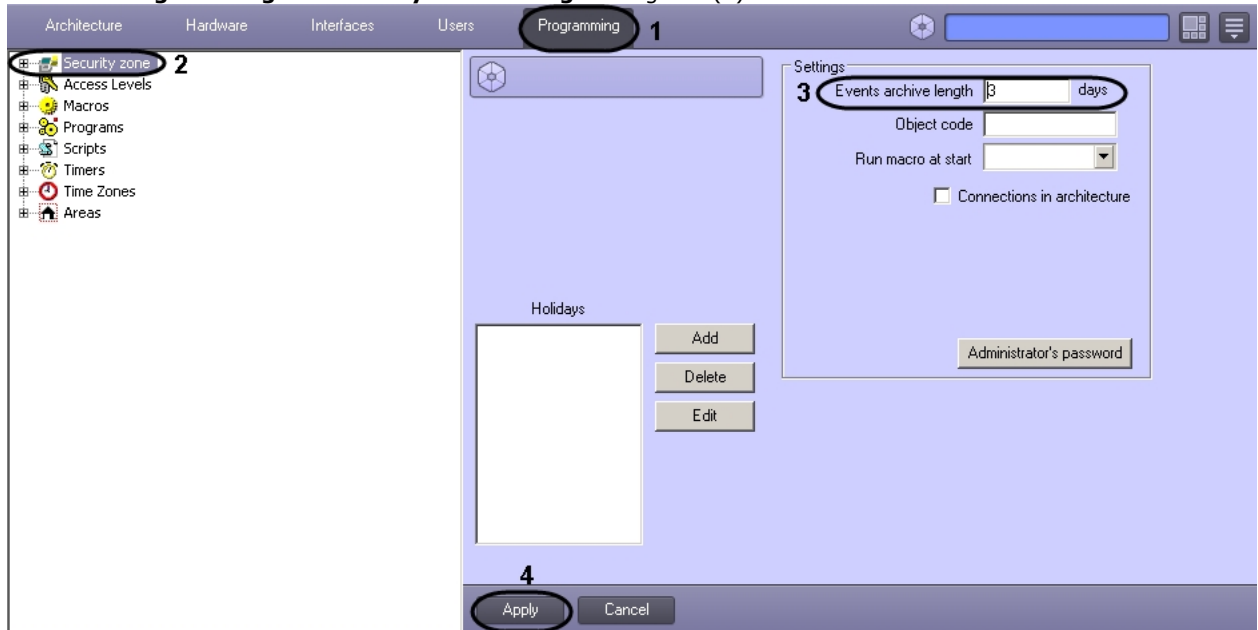 Architecture Hardware Interfaces Users Programming 1
Security zone 2
Access Levels
Macros
Programs
Scripts
Timers
Time Zones
Areas
Settings
3 Events archive length 3 days
Object code
Run macro at start
Connections in architecture
Administrator's password
Holidays
Add
Delete
Edit
4
Apply Cancel